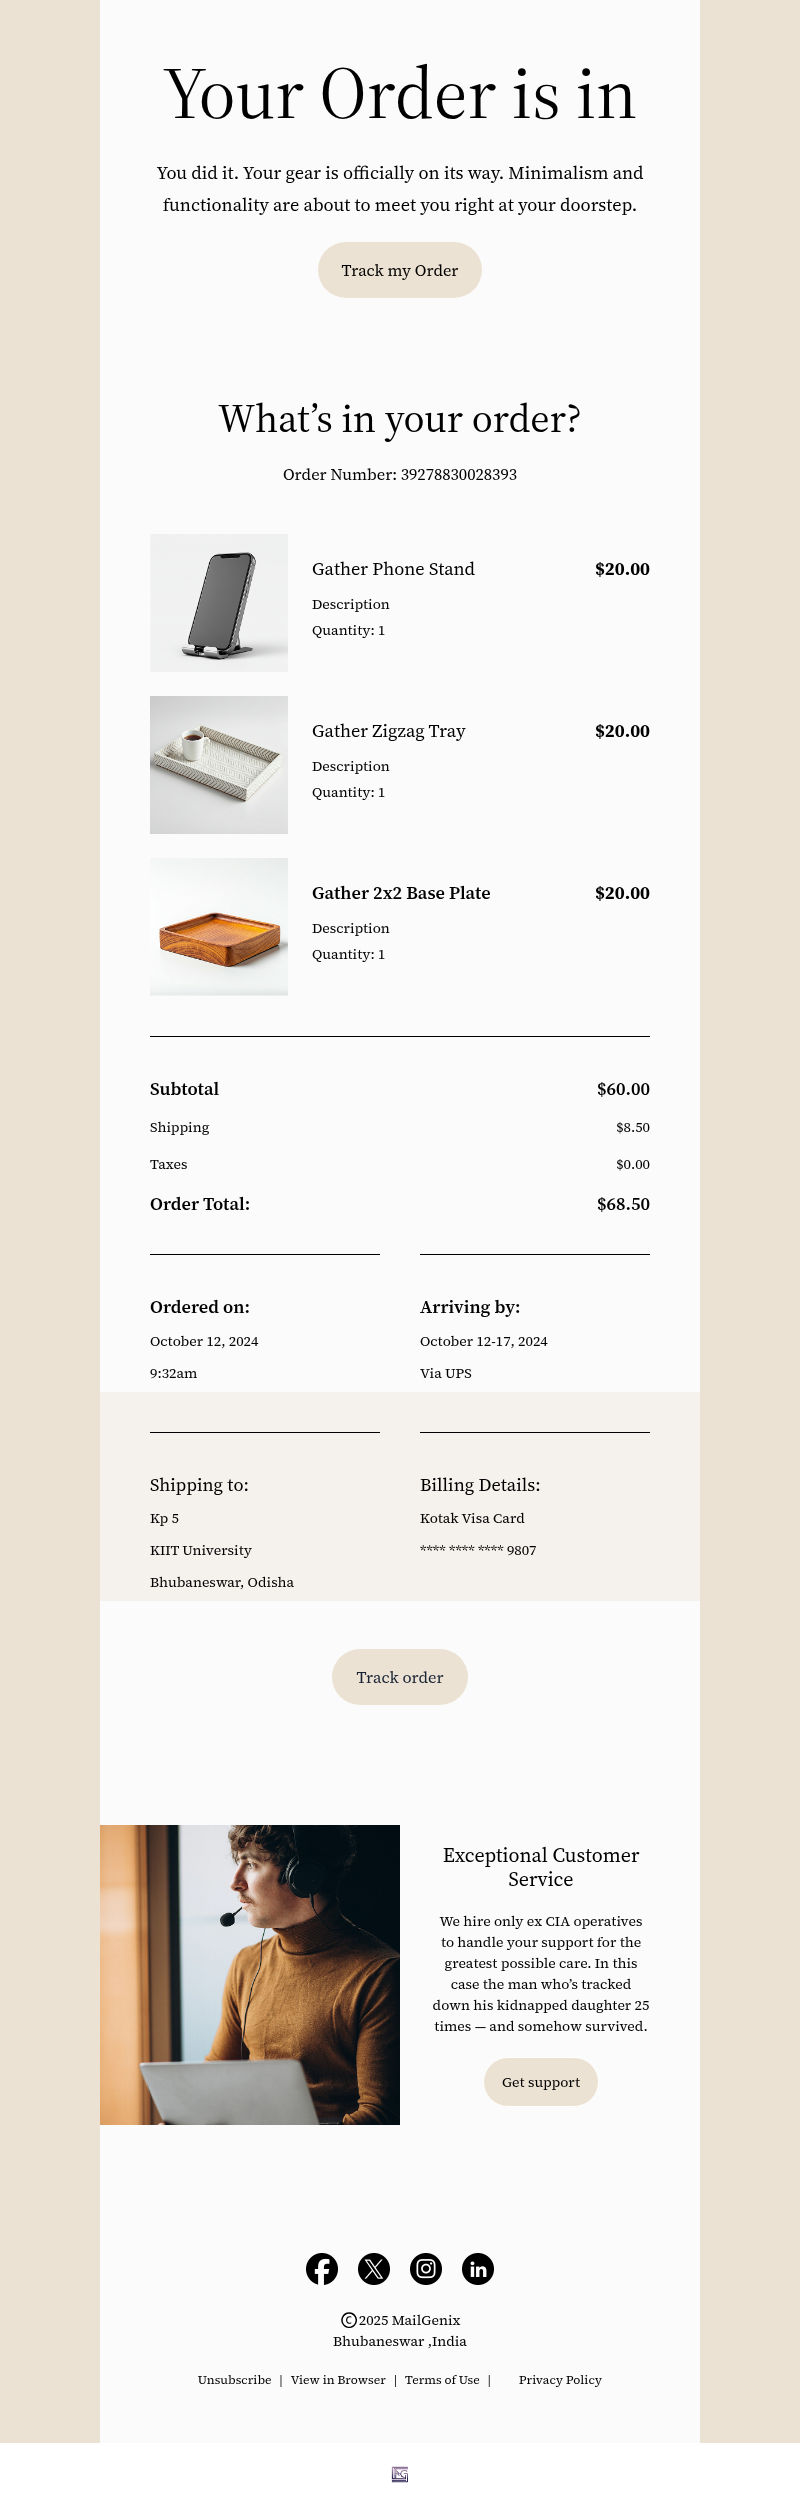 Your Order is in
You did it. Your gear is officially on its way. Minimalism and
functionality are about to meet you right at your doorstep.
Track my Order
What’s in your order?
Order Number: 39278830028393
Gather Phone Stand $20.00
Description
Quantity: 1
Gather Zigzag Tray $20.00
Description
Quantity: 1
Gather 2x2 Base Plate $20.00
Description
Quantity: 1
Subtotal $60.00
Shipping $8.50
Taxes $0.00
Order Total: $68.50
Ordered on:
October 12, 2024
9:32am
Arriving by:
October 12-17, 2024
Via UPS
Shipping to:
Kp 5
KIIT University
Bhubaneswar, Odisha
Billing Details:
Kotak Visa Card
**** **** **** 9807
Track order
Exceptional Customer
Service
We hire only ex CIA operatives
to handle your support for the
greatest possible care. In this
case the man who’s tracked
down his kidnapped daughter 25
times — and somehow survived.
Get support
©2025 MailGenix
Bhubaneswar ,India
Unsubscribe | View in Browser | Terms of Use | Privacy Policy